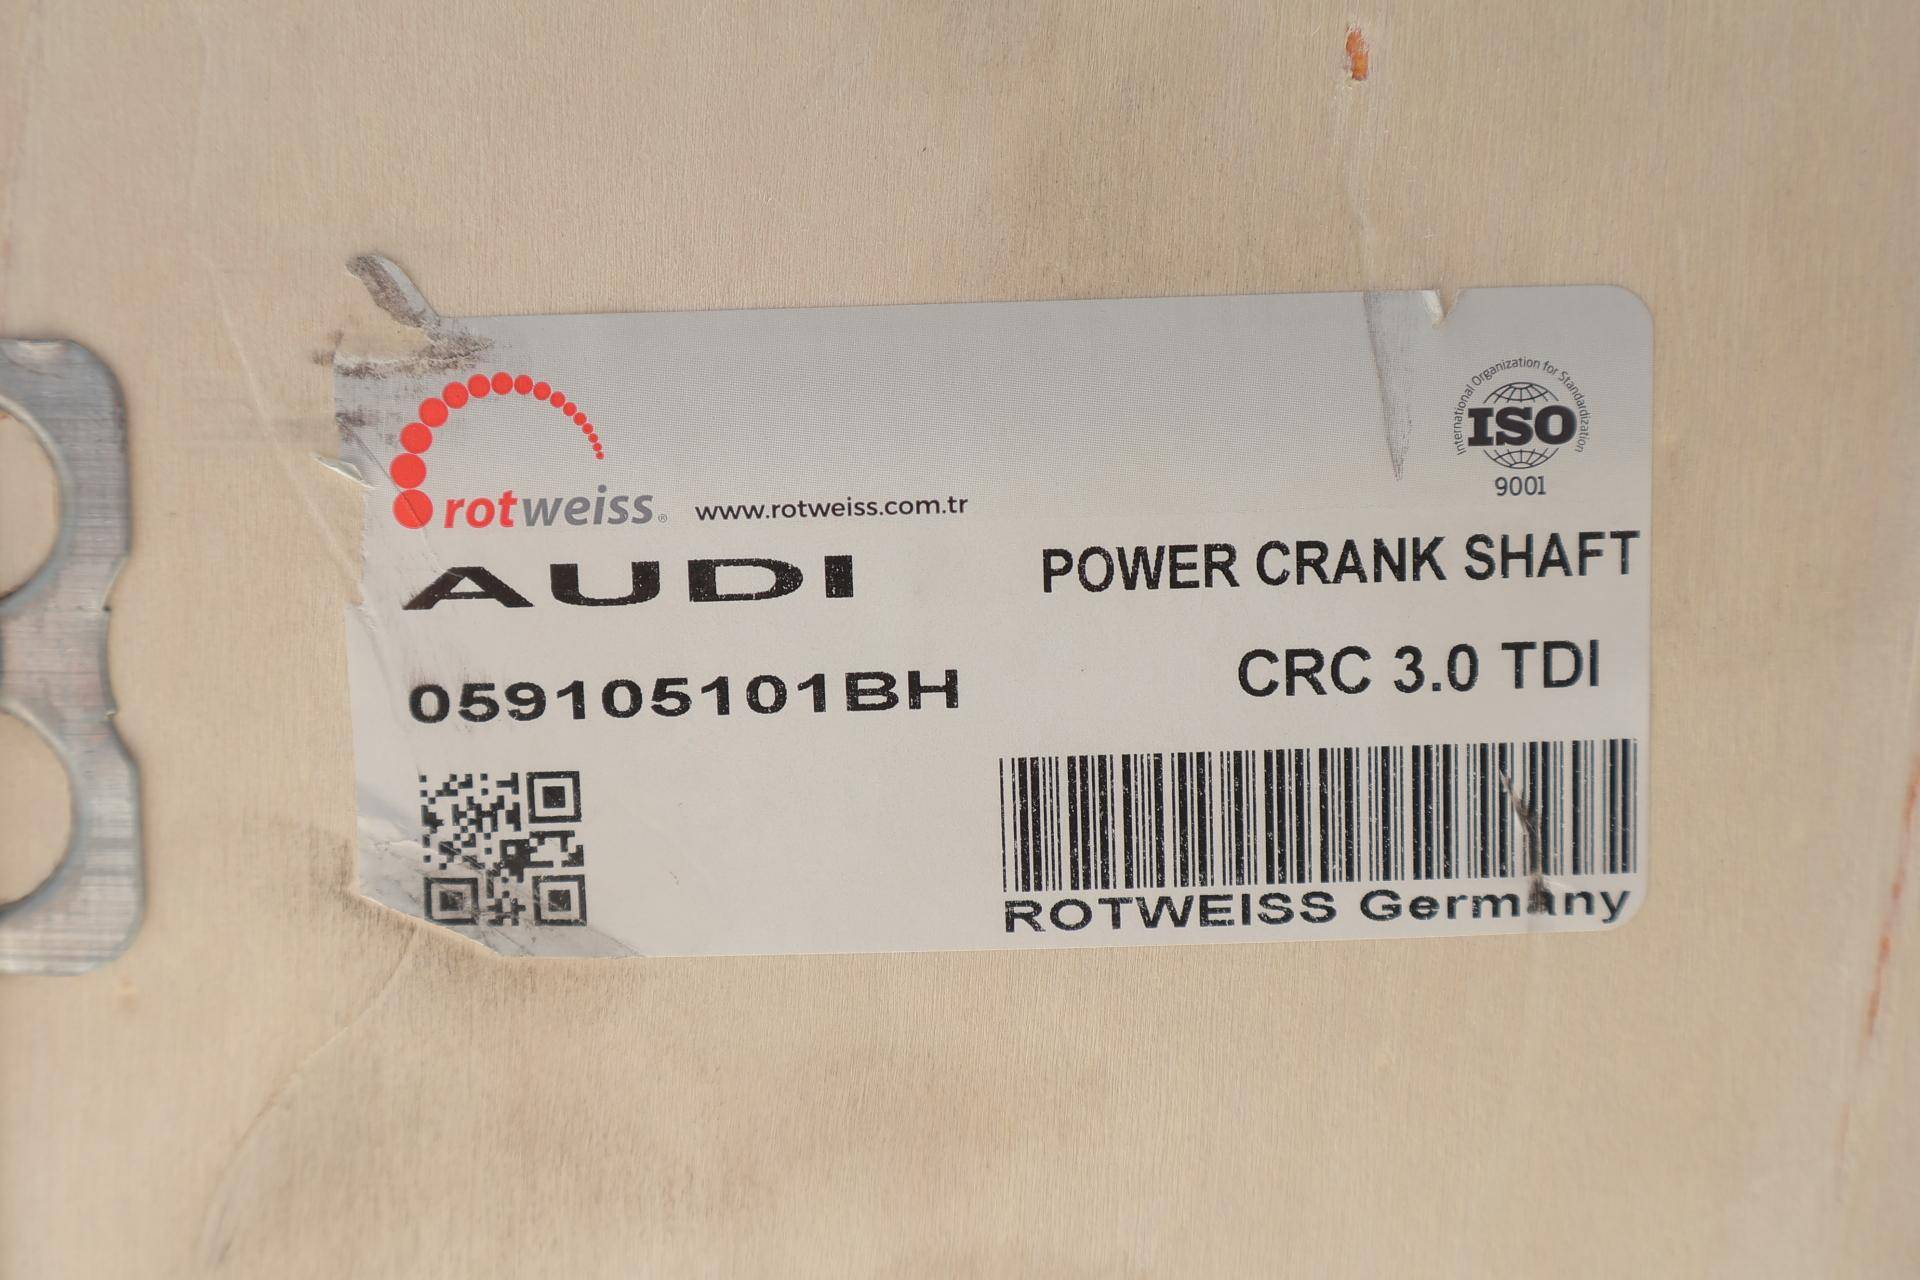 International Organization for Standardization
ISO
9001
rotweiss® www.rotweiss.com.tr
AUDI
POWER CRANK SHAFT
059105101BH
CRC 3.0 TDI
ROTWEISS Germany